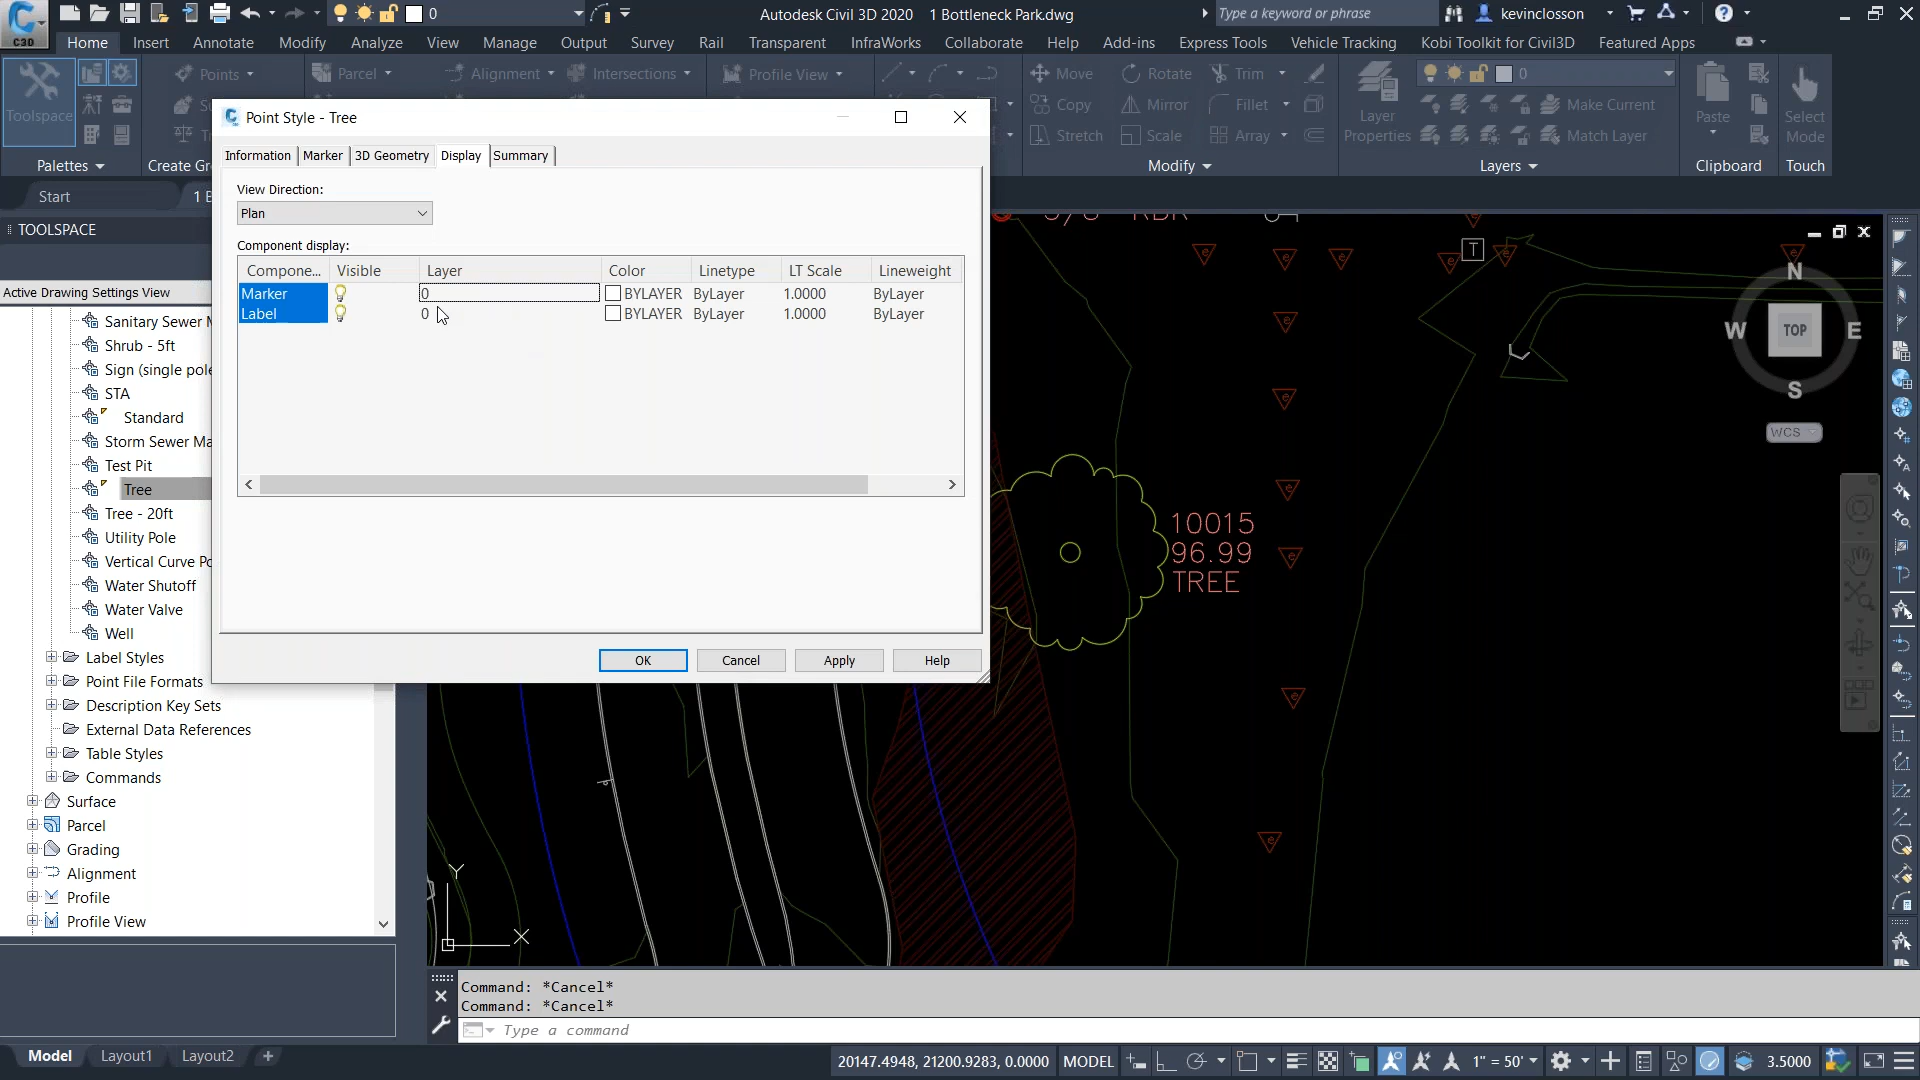 C3D
0
Autodesk Civil 3D 2020 1 Bottleneck Park.dwg
Type a keyword or phrase
kevinclosson
Home Insert Annotate Modify Analyze View Manage Output Survey Rail Transparent InfraWorks Collaborate Help Add-ins Express Tools Vehicle Tracking Kobi Toolkit for Civil3D Featured Apps
Toolspace
Points
Parcel
Alignment
Intersections
Profile View
Move
Rotate
Trim
Copy
Mirror
Fillet
Stretch
Scale
Array
Layer
Properties
0
Make Current
Match Layer
Paste
Select
Mode
Palettes
Create Gr
Modify
Layers
Clipboard
Touch
Start
1 B
TOOLSPACE
Active Drawing Settings View
Sanitary Sewer M
Shrub - 5ft
Sign (single pole
STA
Standard
Storm Sewer Ma
Test Pit
Tree
Tree - 20ft
Utility Pole
Vertical Curve Po
Water Shutoff
Water Valve
Well
Label Styles
Point File Formats
Description Key Sets
External Data References
Table Styles
Commands
Surface
Parcel
Grading
Alignment
Profile
Profile View
Point Style - Tree
Information Marker 3D Geometry Display Summary
View Direction:
Plan
Component display:
Compone... Visible Layer Color Linetype LT Scale Lineweight
Marker 0 BYLAYER ByLayer 1.0000 ByLayer
Label 0 BYLAYER ByLayer 1.0000 ByLayer
OK Cancel Apply Help
T
10015
96.99
TREE
N
W TOP E
S
WCS
Y
X
Command: *Cancel*
Command: *Cancel*
Type a command
Model Layout1 Layout2 +
20147.4948, 21200.9283, 0.0000 MODEL 1" = 50' 3.5000